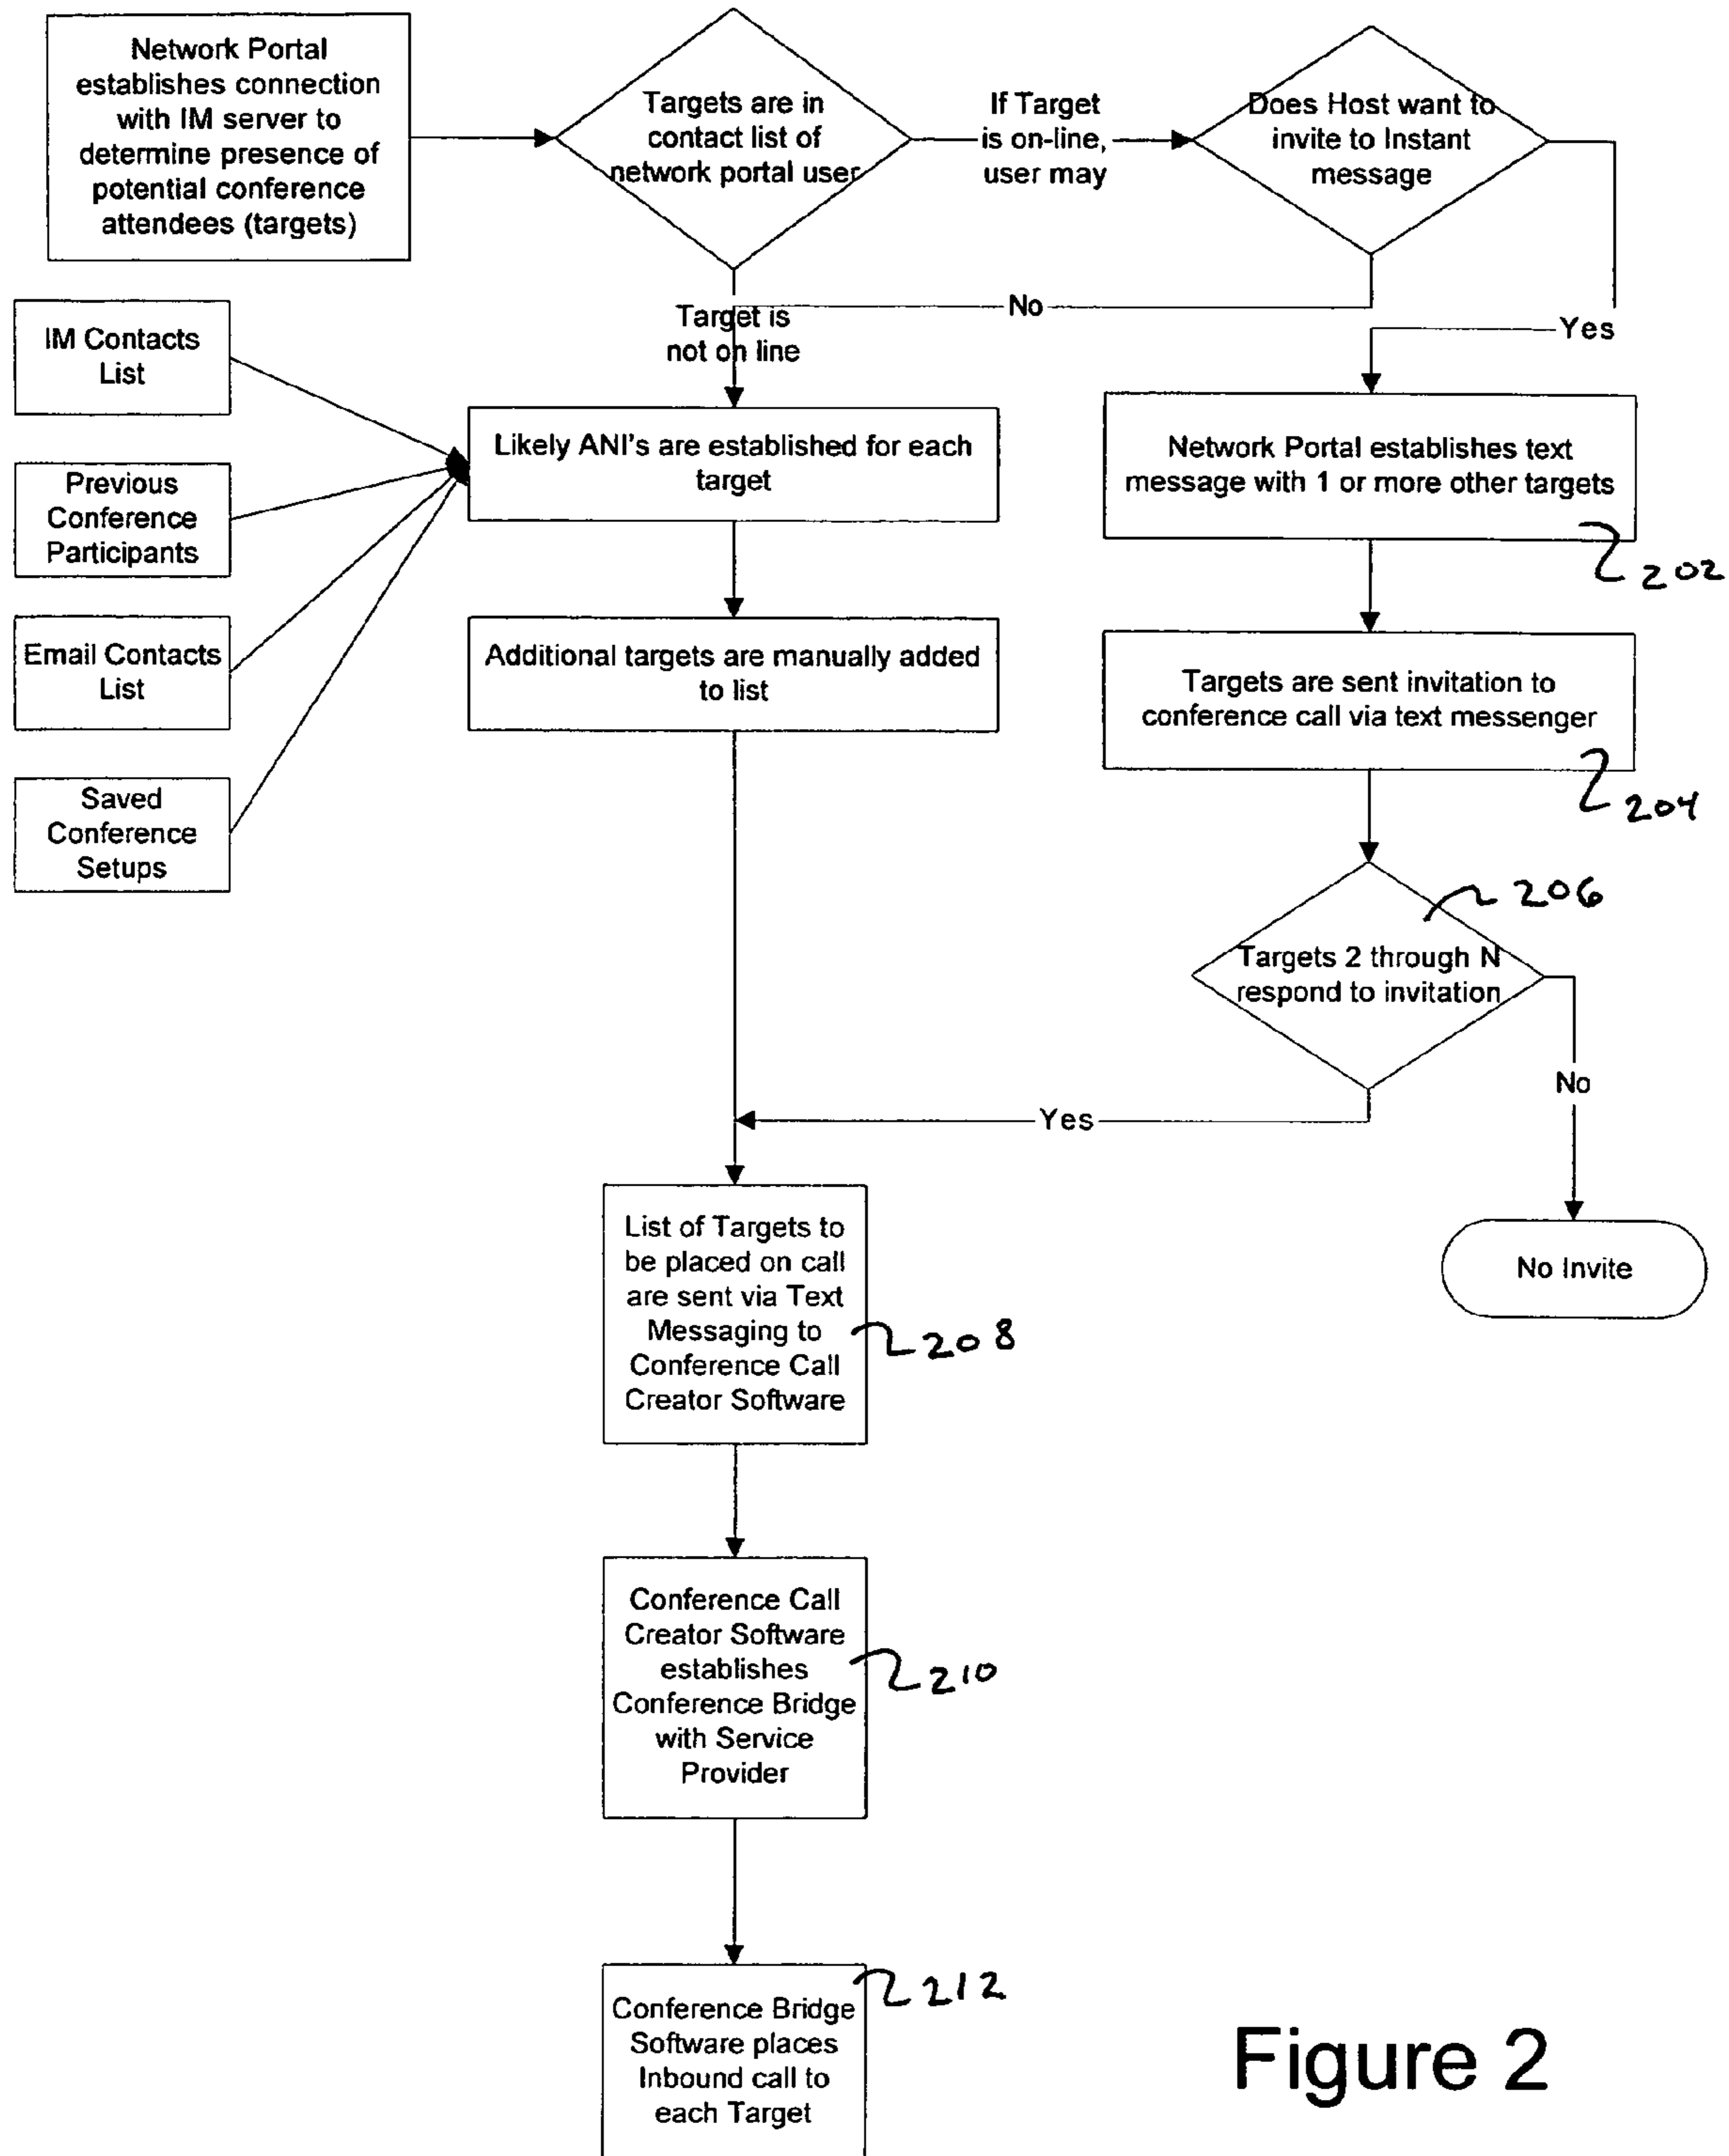 Network Portal
establishes connection
with IM server to
determine presence of
potential conference
attendees (targets)
Targets are in
contact list of
network portal user
If Target
is on-line,
user may
Does Host want to
invite to Instant
message
No
Yes
Target is
not on line
IM Contacts
List
Previous
Conference
Participants
Email Contacts
List
Saved
Conference
Setups
Likely ANI's are established for each
target
Additional targets are manually added
to list
Network Portal establishes text
message with 1 or more other targets
202
Targets are sent invitation to
conference call via text messenger
204
206
Targets 2 through N
respond to invitation
No
Yes
No Invite
List of Targets to
be placed on call
are sent via Text
Messaging to
Conference Call
Creator Software
208
Conference Call
Creator Software
establishes
Conference Bridge
with Service
Provider
210
Conference Bridge
Software places
Inbound call to
each Target
212
Figure 2